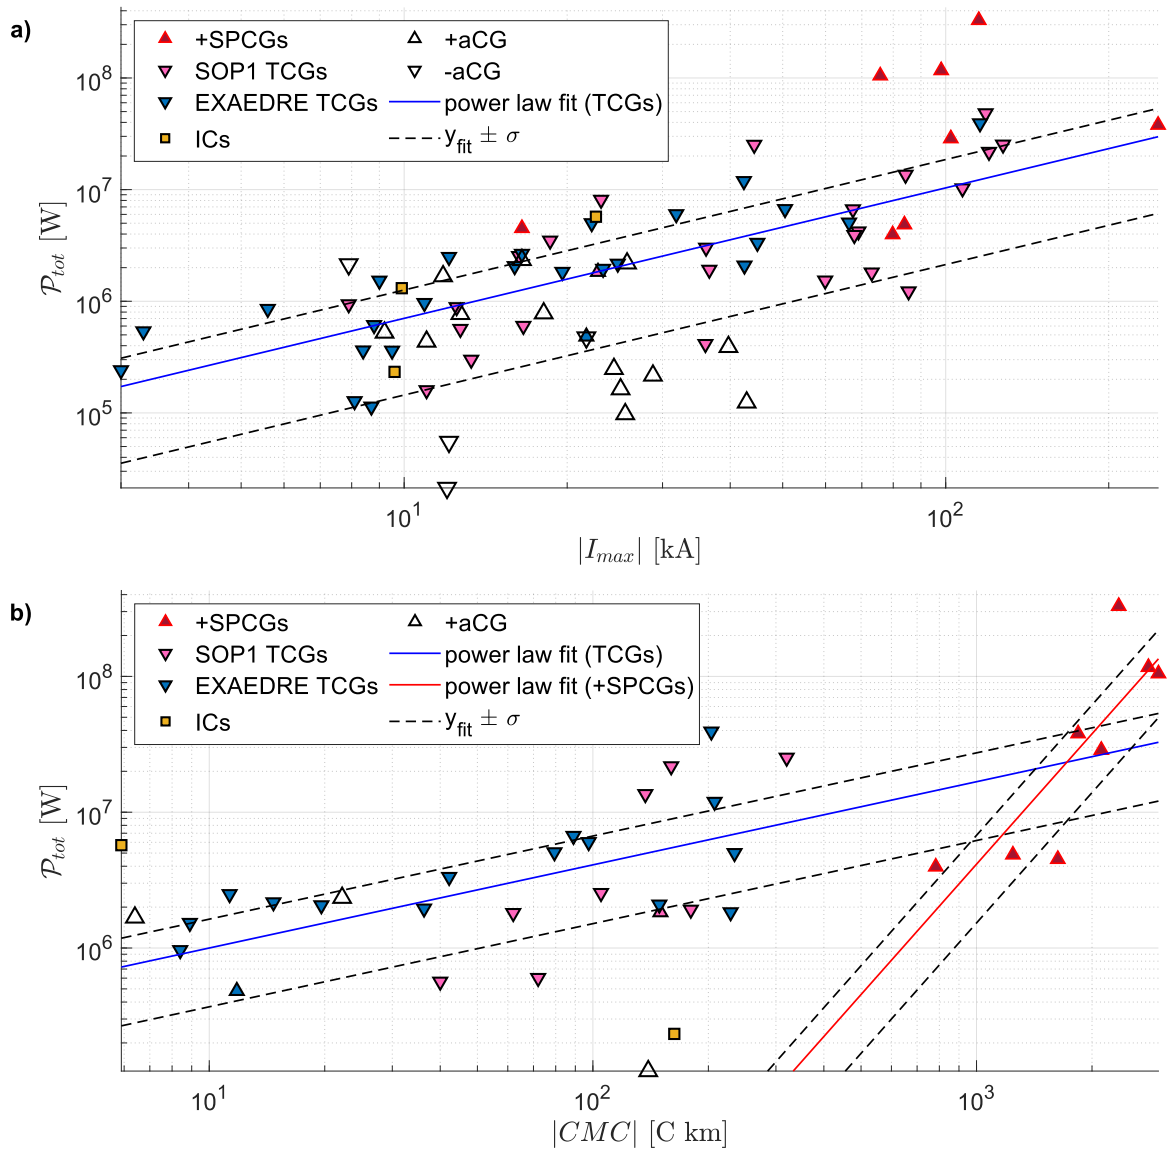 a)
+SPCGs
+aCG
SOP1 TCGs
-aCG
EXAEDRE TCGs
power law fit (TCGs)
ICs
y_fit ± σ
10^8
10^7
10^6
10^5
𝒫_tot [W]
10^1
10^2
|I_max| [kA]
b)
+SPCGs
+aCG
SOP1 TCGs
power law fit (TCGs)
EXAEDRE TCGs
power law fit (+SPCGs)
ICs
y_fit ± σ
10^8
10^7
10^6
𝒫_tot [W]
10^1
10^2
10^3
|CMC| [C km]